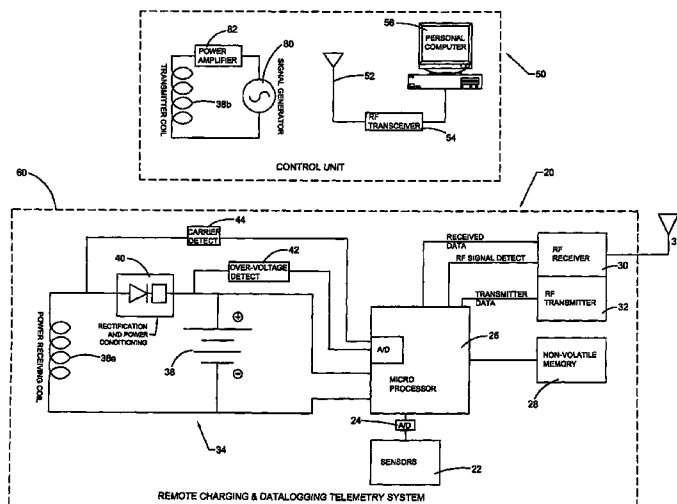 82
POWER
AMPLIFIER
80
TRANSMITTER COIL
38b
SIGNAL GENERATOR
52
56
PERSONAL
COMPUTER
50
RF
TRANSCEIVER
54
CONTROL UNIT
60
20
44
CARRIER
DETECT
42
OVER-VOLTAGE
DETECT
40
RECTIFICATION
AND POWER
CONDITIONING
POWER RECEIVING COIL
38a
38
34
RECEIVED
DATA
RF SIGNAL DETECT
TRANSMITTER
DATA
RF
RECEIVER
30
RF
TRANSMITTER
32
3
A/D
26
MICRO
PROCESSOR
NON-VOLATILE
MEMORY
28
24
A/D
SENSORS
22
REMOTE CHARGING & DATALOGGING TELEMETRY SYSTEM